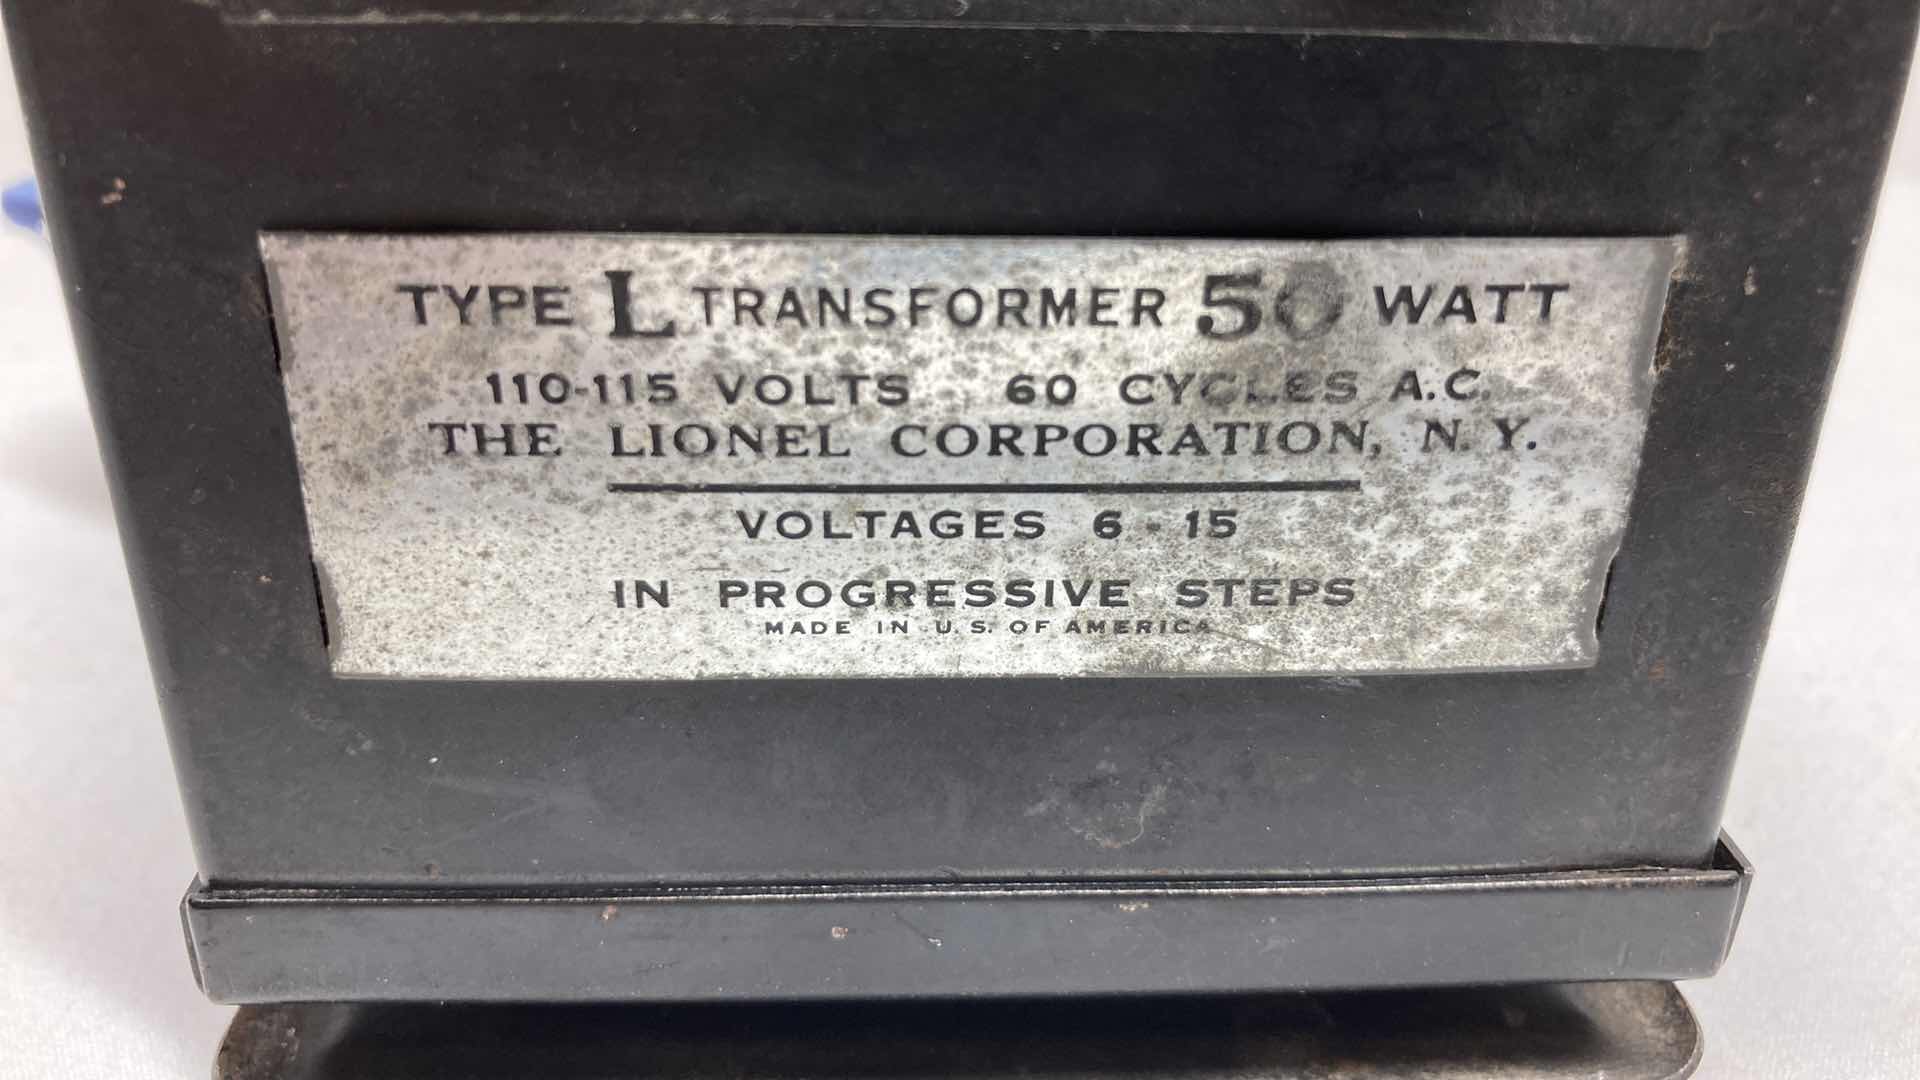 TYPE L TRANSFORMER 50 WATT
110-115 VOLTS 60 CYCLES A.C.
THE LIONEL CORPORATION, N.Y.
VOLTAGES 6-15
IN PROGRESSIVE STEPS
MADE IN U.S. OF AMERICA